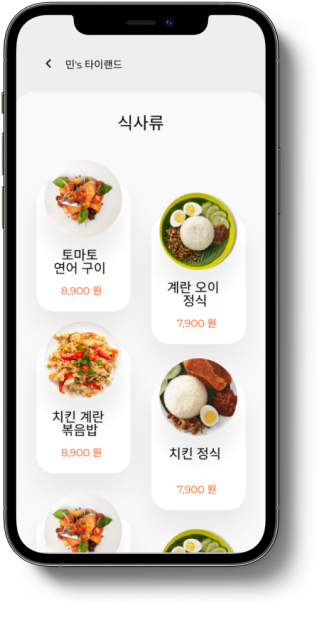 민's 타이랜드
식사류
토마토
연어 구이
8,900 원
계란 오이
정식
7,900 원
치킨 계란
볶음밥
8,900 원
치킨 정식
7,900 원